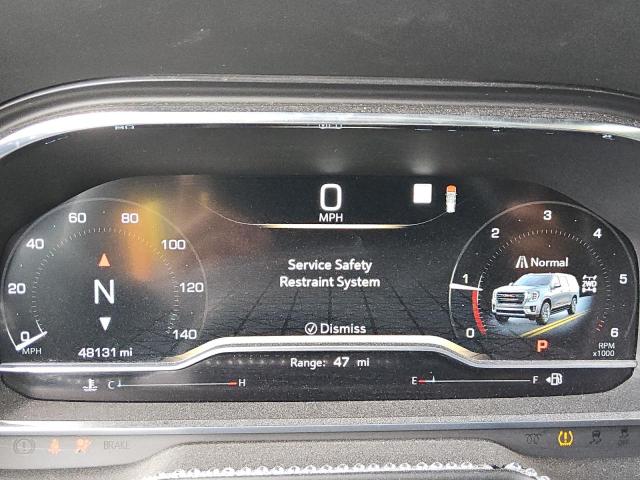 0
MPH
Service Safety
Restraint System
Dismiss
Range: 47 mi
0 20 40 60 80 100 120 140
MPH
N
48131 mi
C H
E F
0 1 2 3 4 5 6
Normal
2WD
P
RPM
x1000
BRAKE